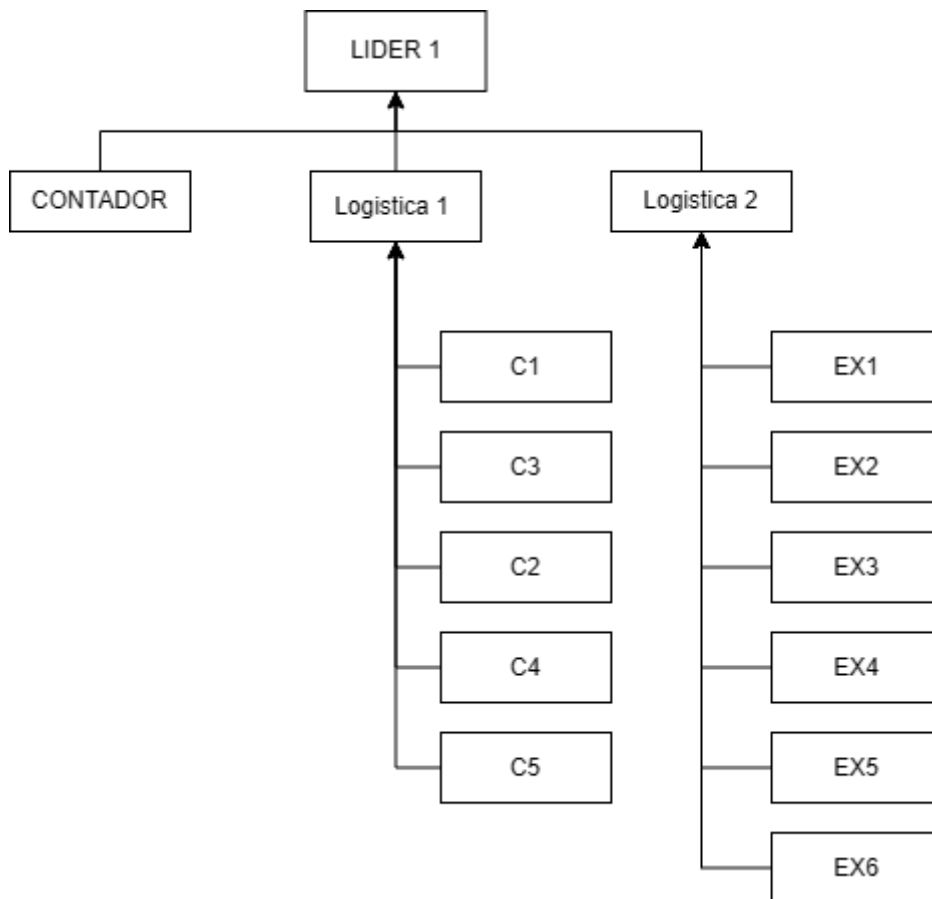 LIDER 1
CONTADOR
Logistica 1
Logistica 2
C1
EX1
C3
EX2
C2
EX3
C4
EX4
C5
EX5
EX6